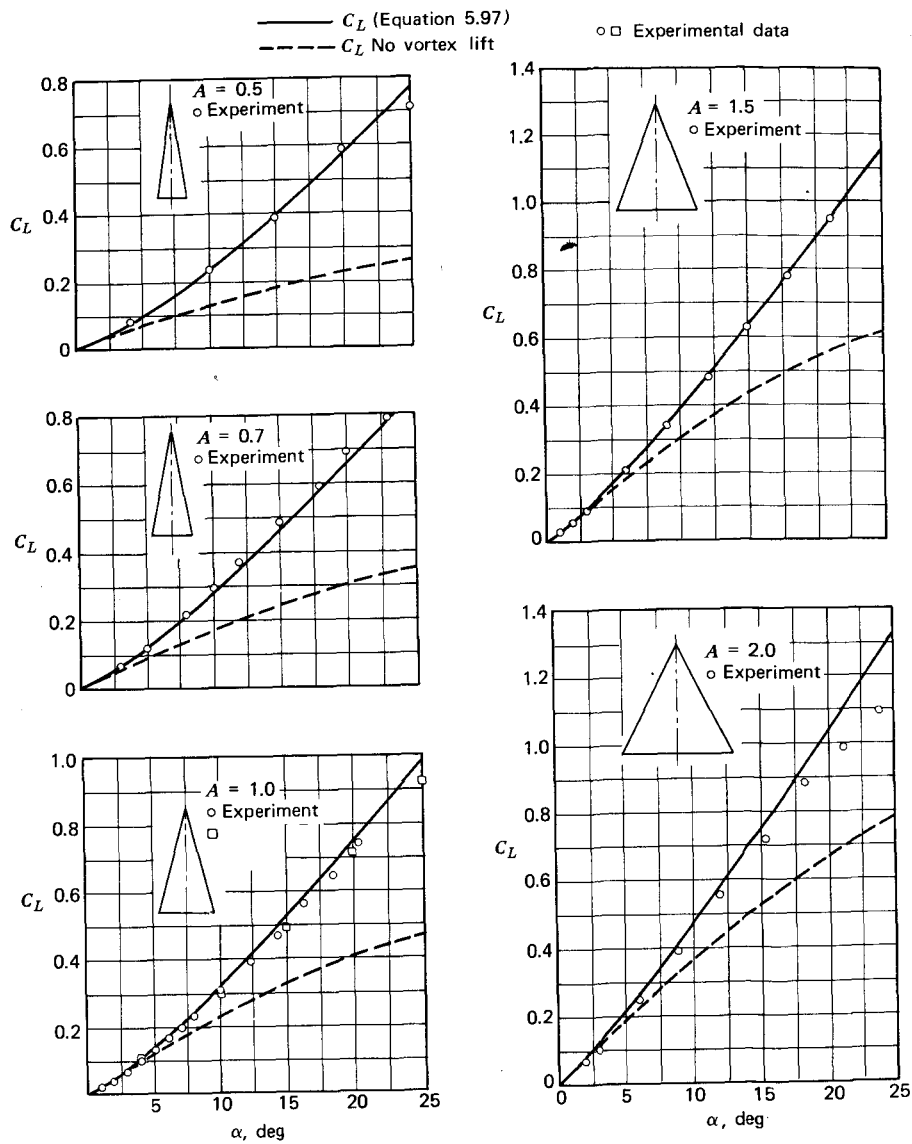 C_L (Equation 5.97)
C_L No vortex lift
Experimental data
A = 0.5
Experiment
0.8
0.6
C_L 0.4
0.2
0
A = 0.7
Experiment
0.8
0.6
C_L 0.4
0.2
0
A = 1.0
Experiment
1.0
0.8
C_L 0.6
0.4
0.2
5 10 15 20 25
α, deg
A = 1.5
Experiment
1.4
1.2
1.0
0.8
C_L
0.6
0.4
0.2
0
A = 2.0
Experiment
1.4
1.2
1.0
0.8
C_L
0.6
0.4
0.2
0
0 5 10 15 20 25
α, deg